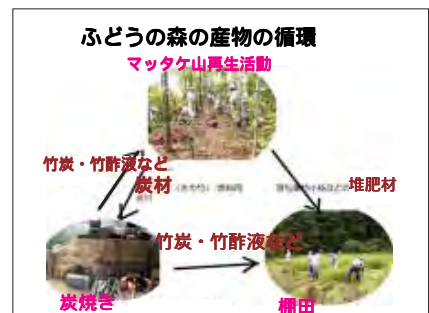 ふどうの森の産物の循環
マッタケ山再生活動
竹炭・竹酢液など
炭材
堆肥材
竹炭・竹酢液など
炭焼き
棚田